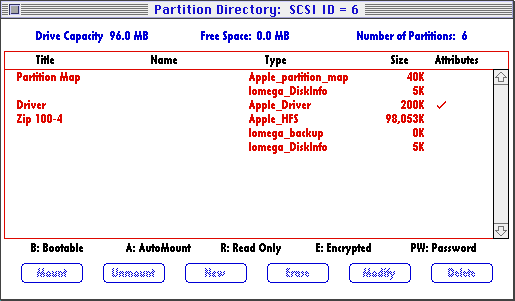 Partition Directory: SCSI ID = 6
Drive Capacity 96.0 MB Free Space: 0.0 MB Number of Partitions: 6
Title Name Type Size Attributes
Partition Map Apple_partition_map 40K
Iomega_DiskInfo 5K
Driver Apple_Driver 200K ✓
Zip 100-4 Apple_HFS 98,053K
Iomega_backup 0K
Iomega_DiskInfo 5K
B: Bootable A: AutoMount R: Read Only E: Encrypted PW: Password
Mount Unmount New Erase Modify Delete